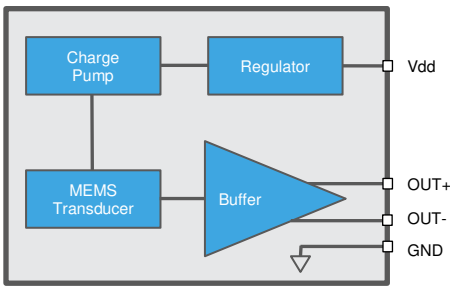 Charge
Pump
Regulator
Vdd
MEMS
Transducer
Buffer
OUT+
OUT-
GND